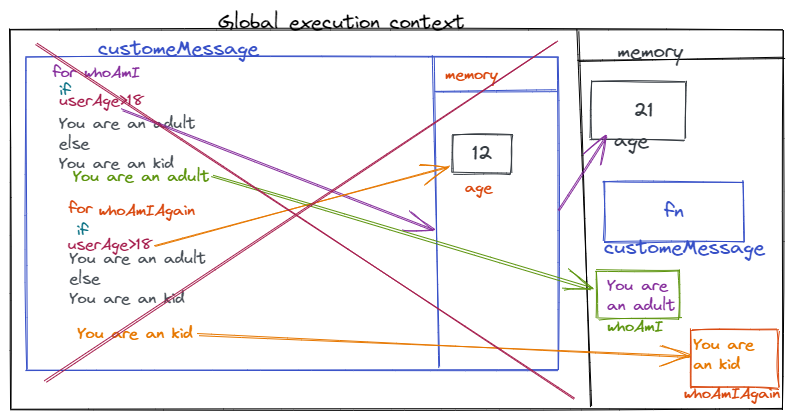 Global execution context
customeMessage
for whoAmI
if
userAge>18
You are an adult
else
You are an kid
You are an adult
for whoAmIAgain
if
userAge>18
You are an adult
else
You are an kid
You are an kid
memory
12
age
memory
21
age
fn
customeMessage
You are
an adult
whoAmI
You are
an kid
whoAmIAgain